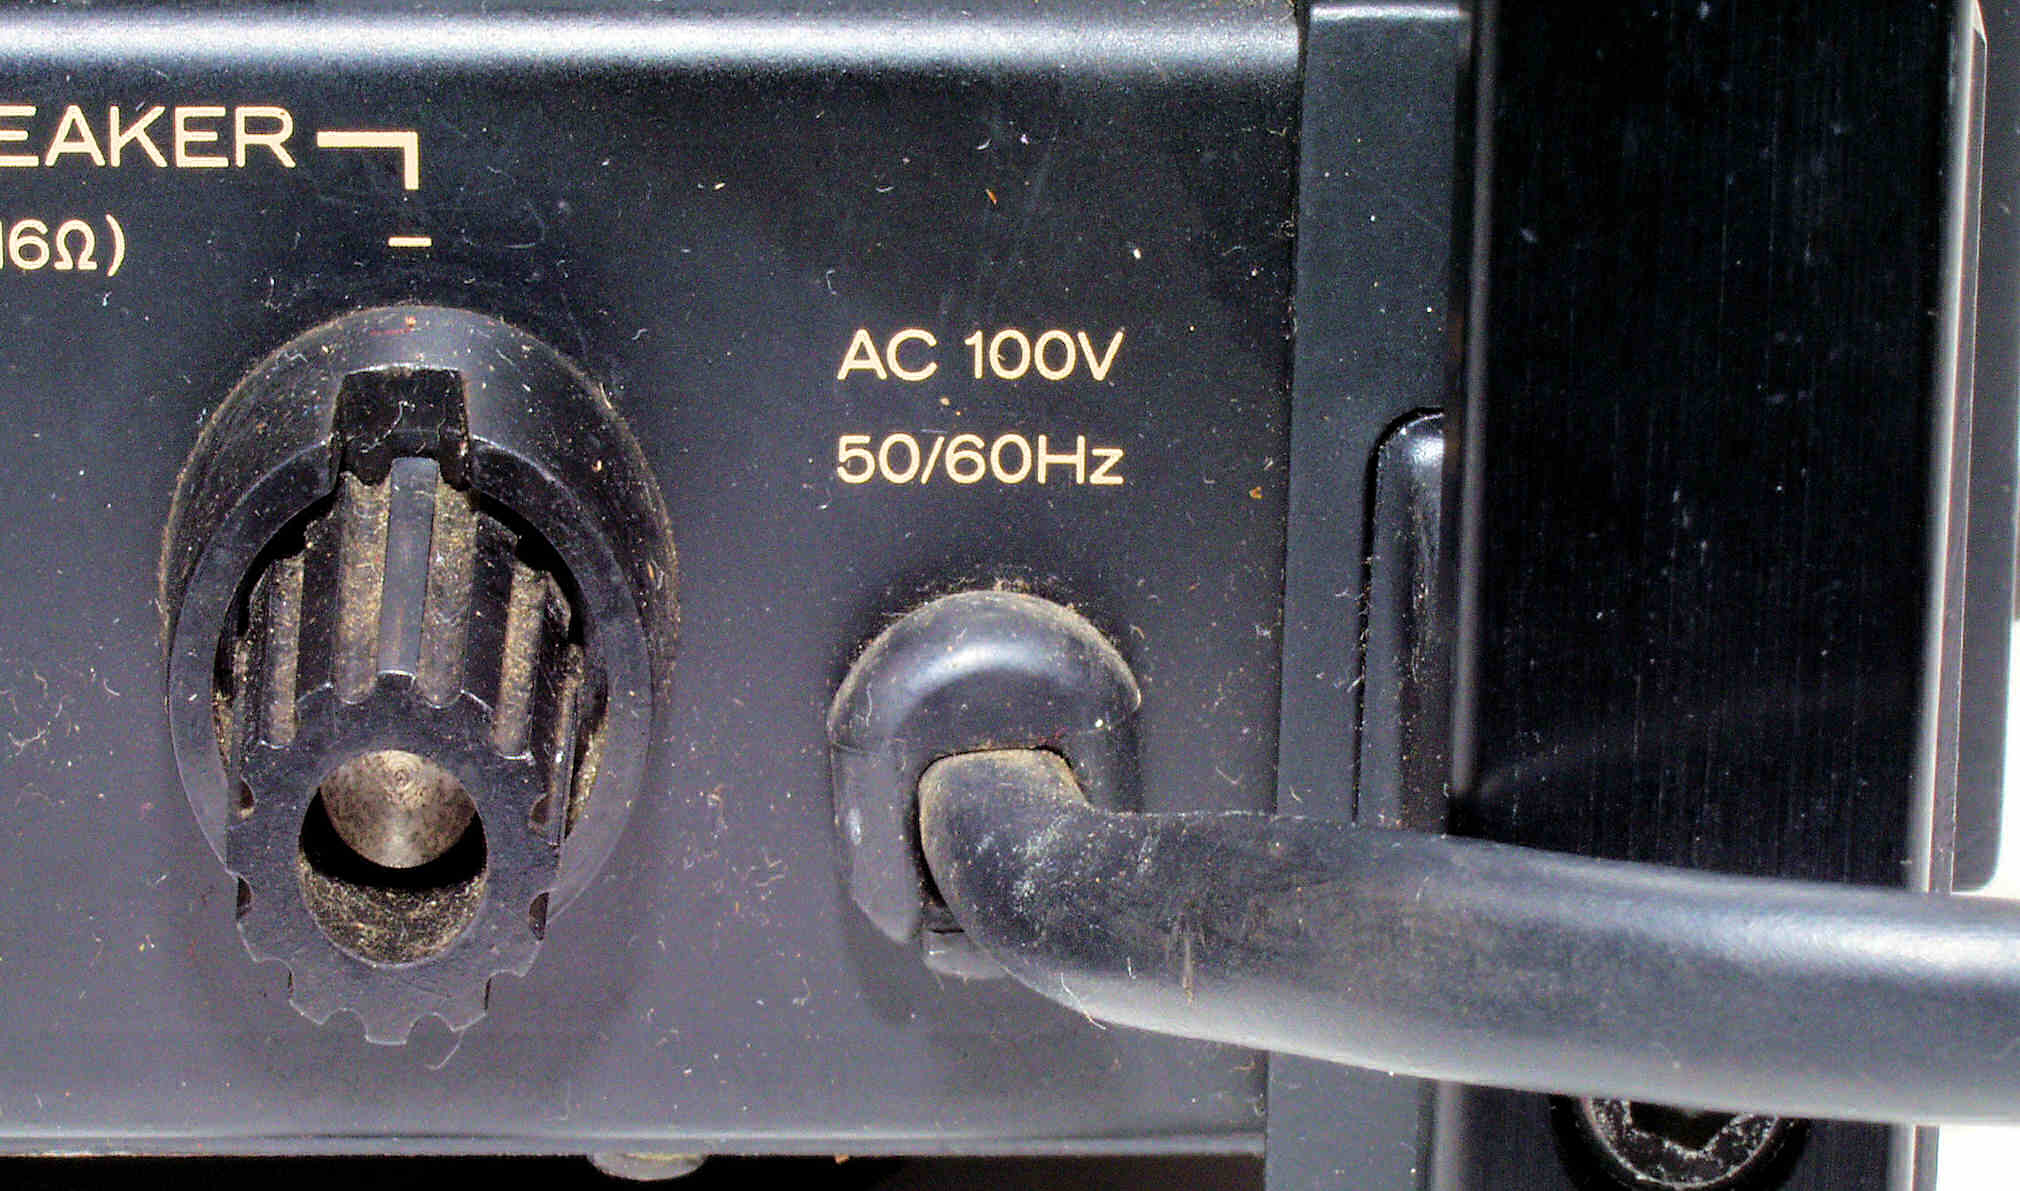 EAKER
16Ω)
–
AC 100V
50/60Hz